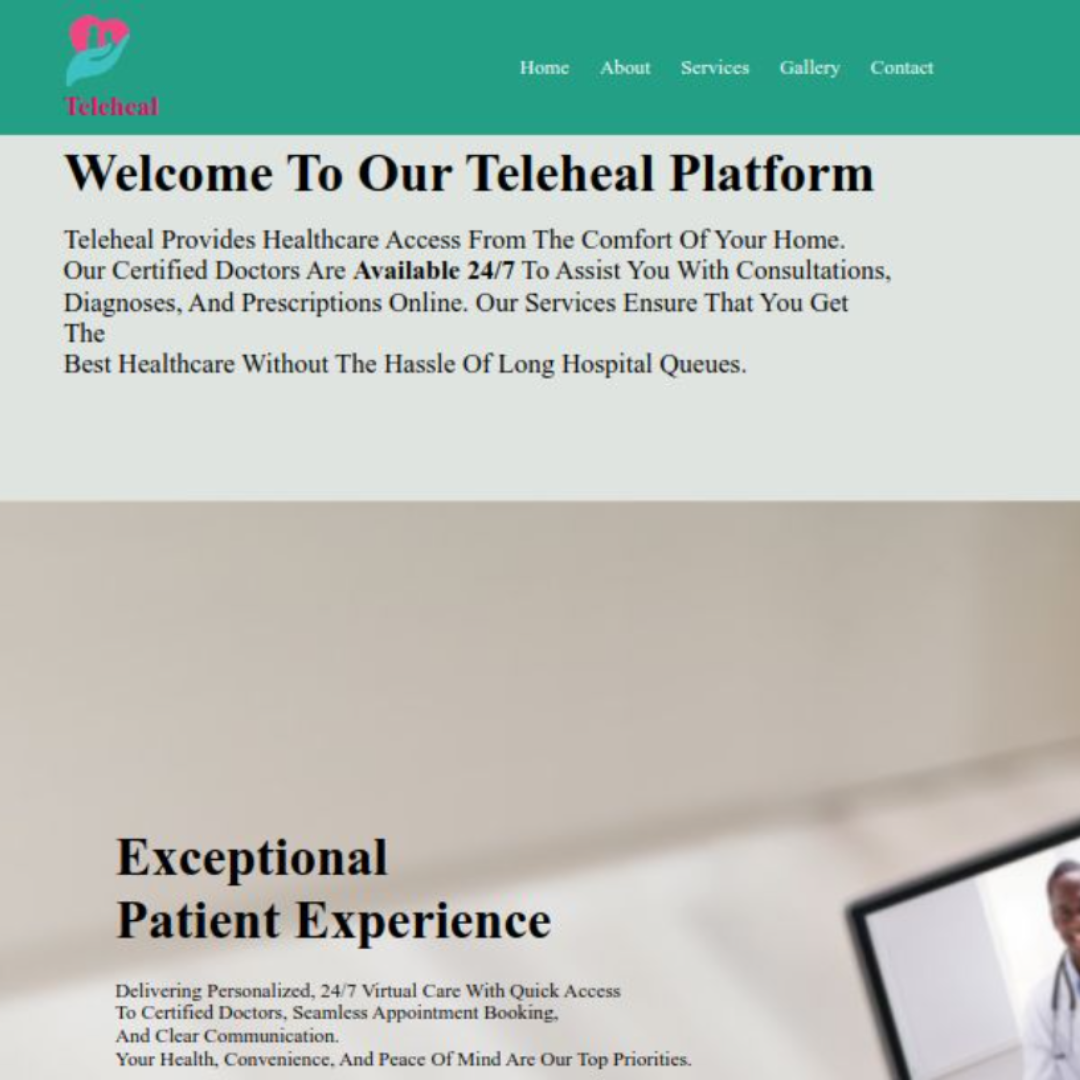 Teleheal
Home About Services Gallery Contact
Welcome To Our Teleheal Platform
Teleheal Provides Healthcare Access From The Comfort Of Your Home.
Our Certified Doctors Are Available 24/7 To Assist You With Consultations,
Diagnoses, And Prescriptions Online. Our Services Ensure That You Get
The
Best Healthcare Without The Hassle Of Long Hospital Queues.
Exceptional
Patient Experience
Delivering Personalized, 24/7 Virtual Care With Quick Access
To Certified Doctors, Seamless Appointment Booking,
And Clear Communication.
Your Health, Convenience, And Peace Of Mind Are Our Top Priorities.